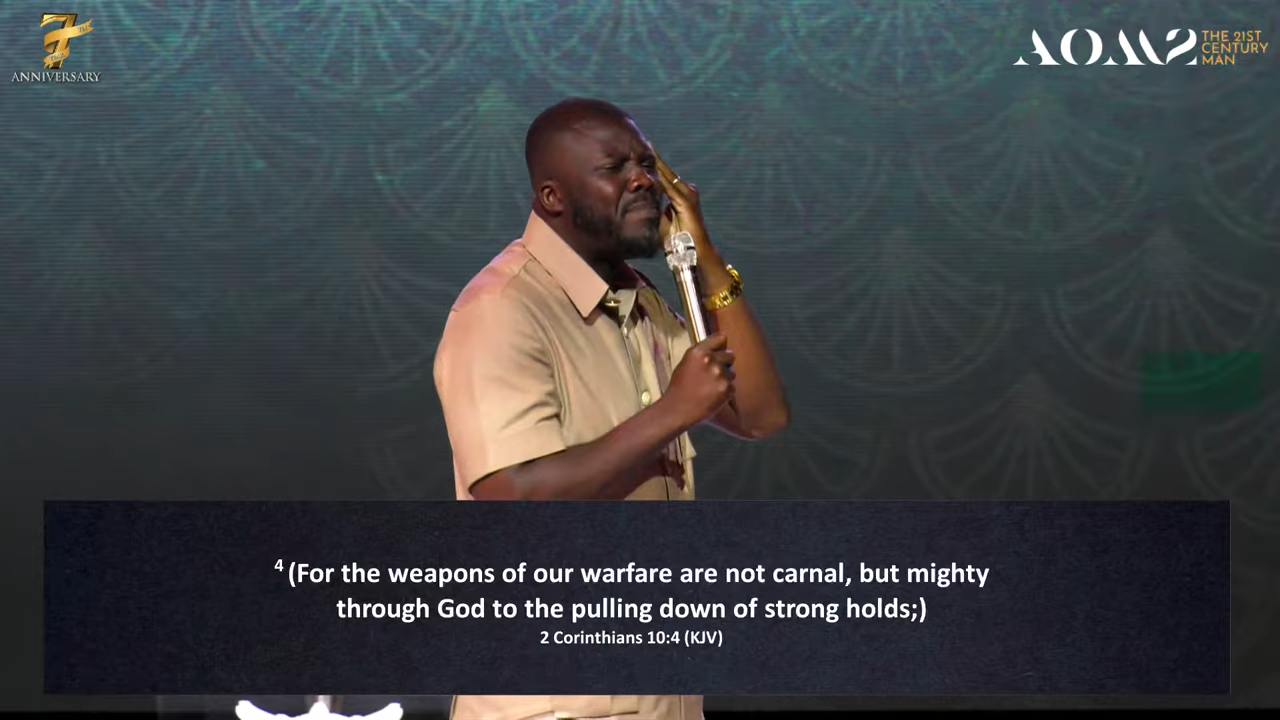 7TH
ANNIVERSARY
AOM2
THE 21ST
CENTURY
MAN
4 (For the weapons of our warfare are not carnal, but mighty
through God to the pulling down of strong holds;)
2 Corinthians 10:4 (KJV)